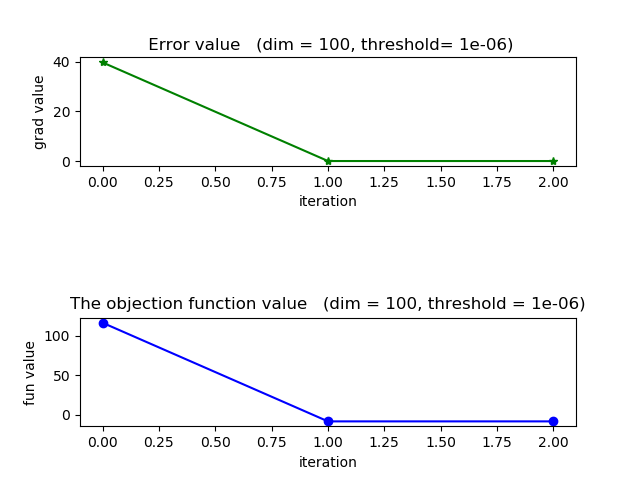 Error value (dim = 100, threshold= 1e-06)
grad value
40
20
0
0.00 0.25 0.50 0.75 1.00 1.25 1.50 1.75 2.00
iteration
The objection function value (dim = 100, threshold = 1e-06)
fun value
100
50
0
0.00 0.25 0.50 0.75 1.00 1.25 1.50 1.75 2.00
iteration